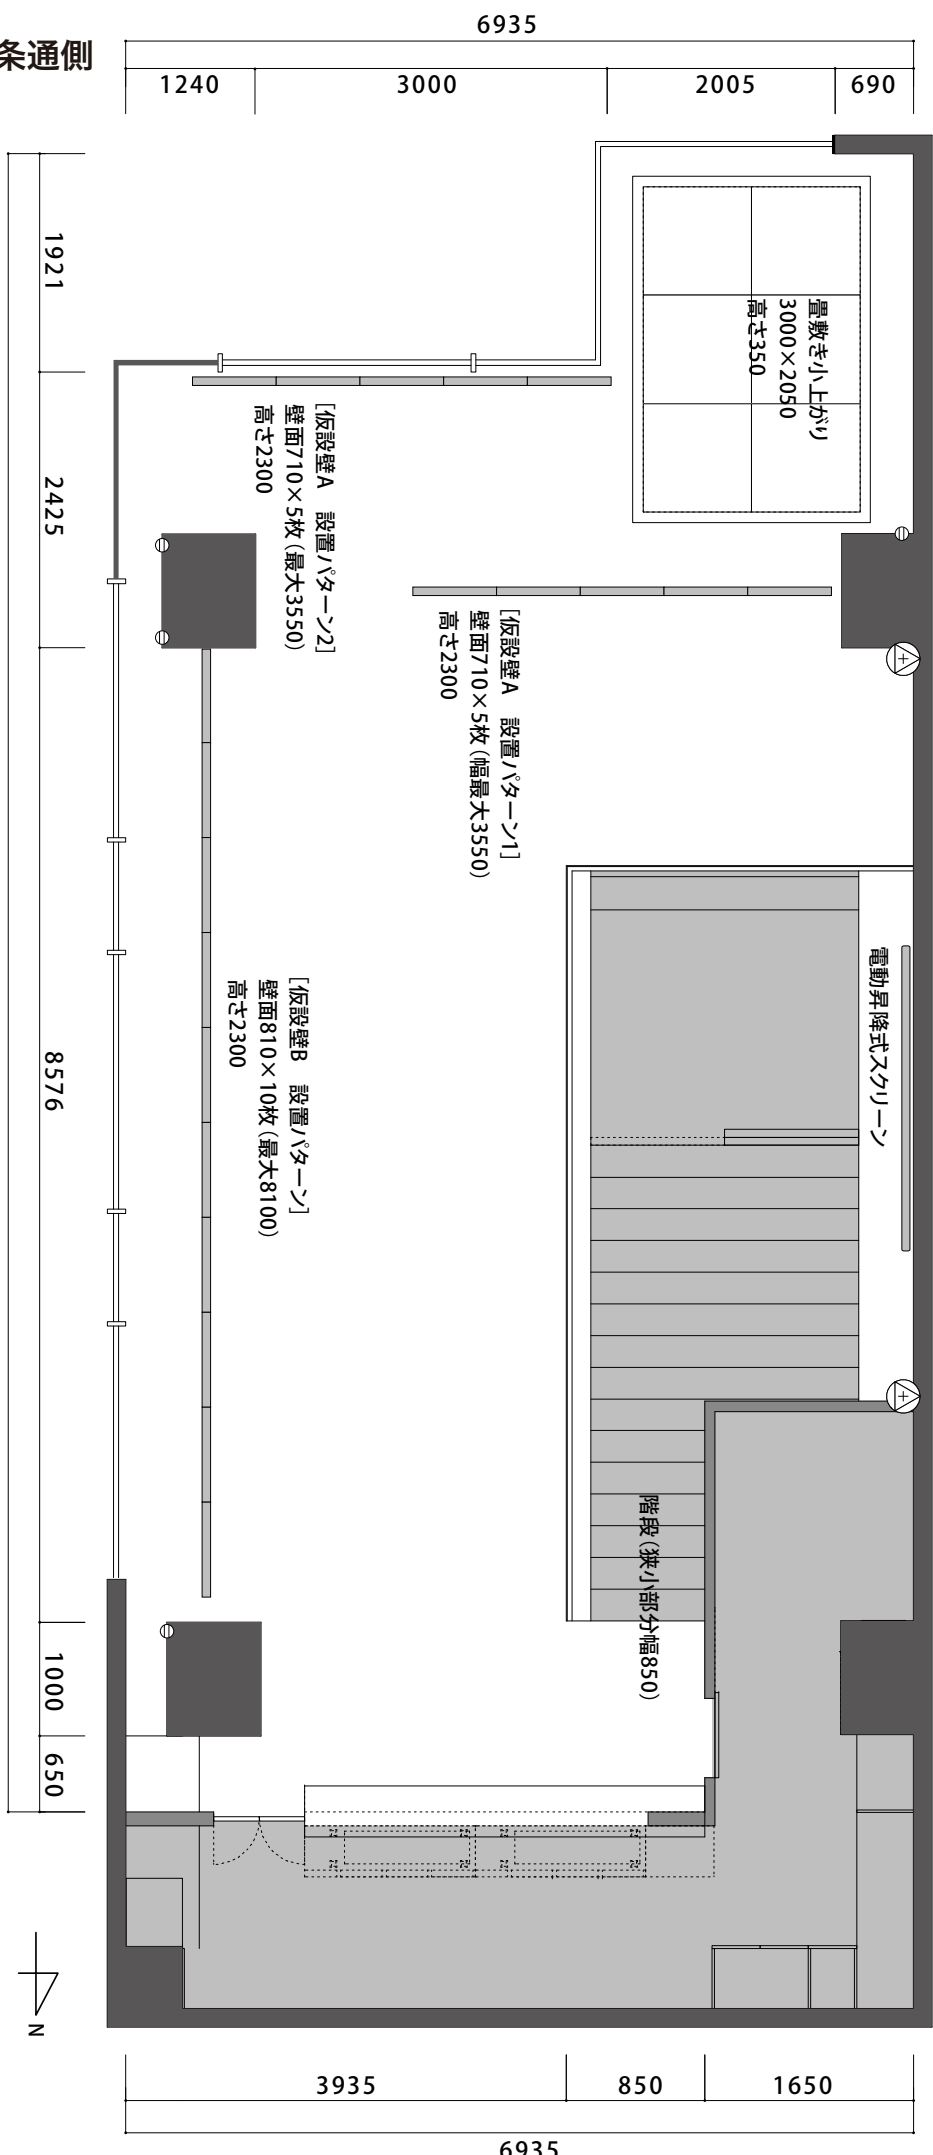 6935
条通側
1240
3000
2005
690
1921
2425
8576
1000
650
畳敷き小上がり
3000×2050
高さ350
[仮設壁A　設置パターン2]
壁面710×5枚（最大3550）
高さ2300
[仮設壁A　設置パターン1]
壁面710×5枚（幅最大3550）
高さ2300
電動昇降式スクリーン
[仮設壁B　設置パターン]
壁面810×10枚（最大8100）
高さ2300
階段（狭小部分幅850）
N
3935
850
1650
6935